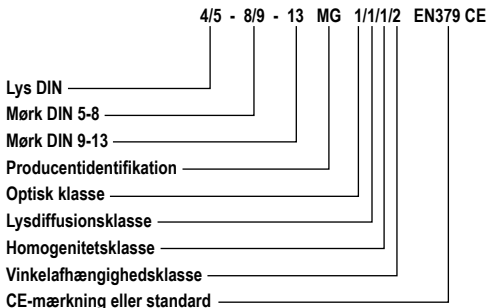 4/5 - 8/9 - 13 MG 1/1/1/2 EN379 CE
Lys DIN
Mørk DIN 5-8
Mørk DIN 9-13
Producentidentifikation
Optisk klasse
Lysdiffusionsklasse
Homogenitetsklasse
Vinkelafhængighedsklasse
CE-mærkning eller standard